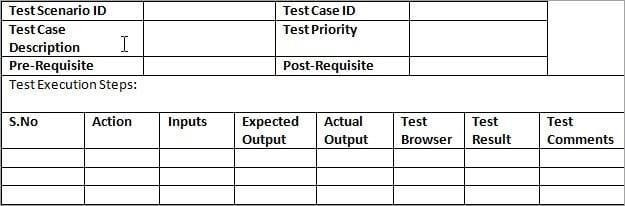 Test Scenario ID Test Case ID
Test Case Description Test Priority
Pre-Requisite Post-Requisite
Test Execution Steps:
S.No Action Inputs Expected Output Actual Output Test Browser Test Result Test Comments